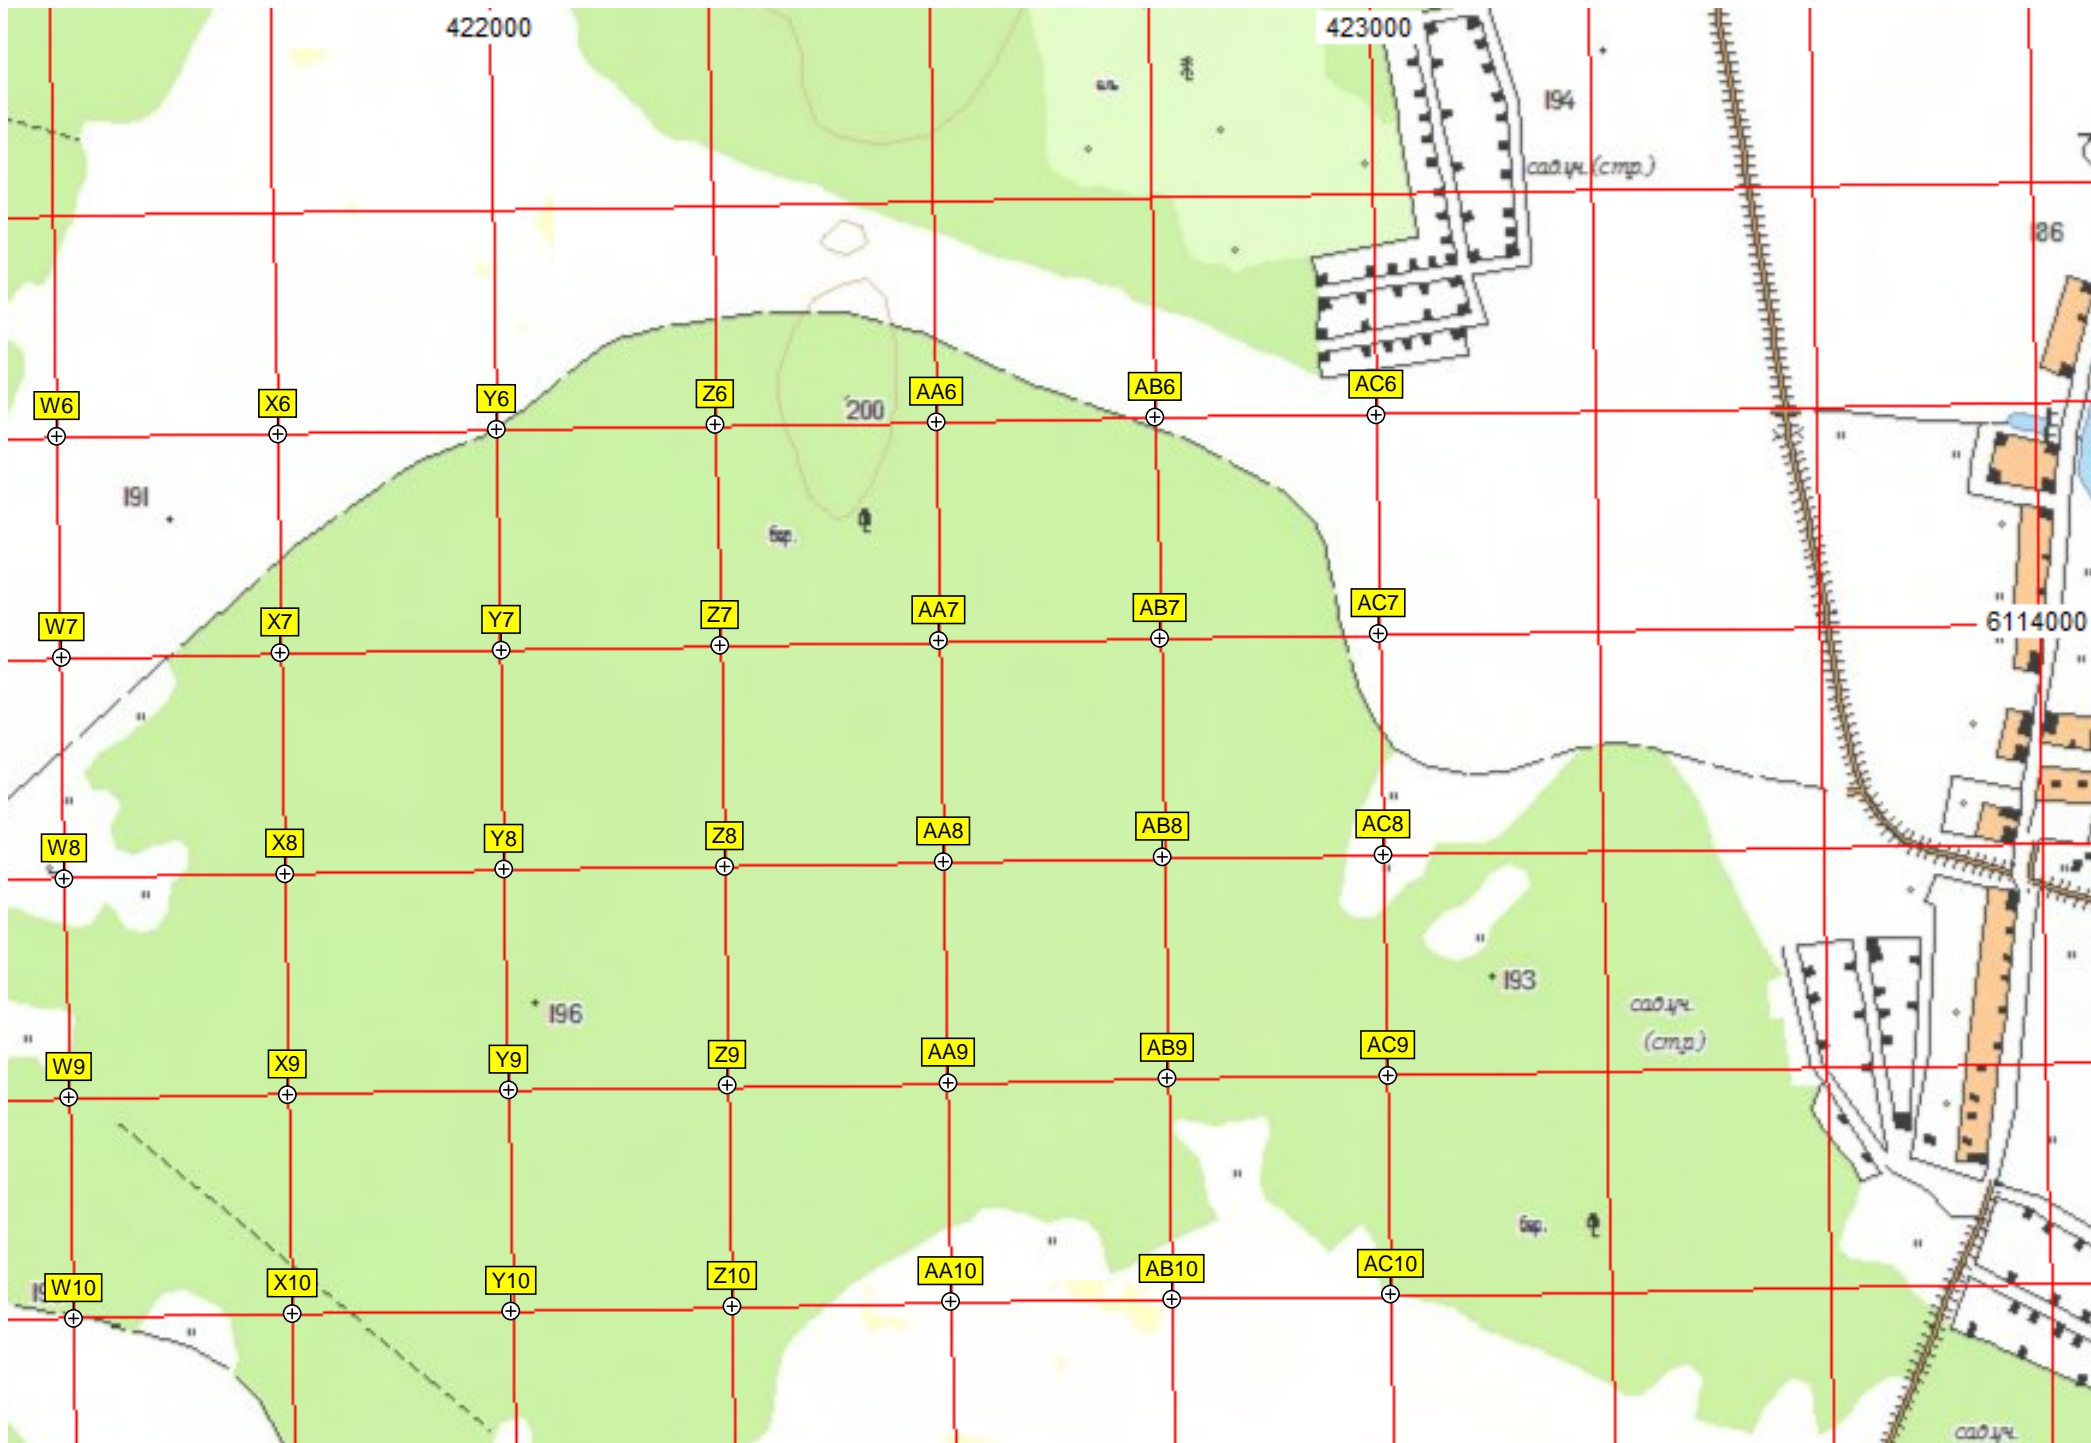 422000
423000
194
сад.уч.(стр.)
186
W6
X6
Y6
Z6
AA6
AB6
AC6
200
191
бер.
W7
X7
Y7
Z7
AA7
AB7
AC7
6114000
W8
X8
Y8
Z8
AA8
AB8
AC8
196
193
сад.уч.
(стр.)
W9
X9
Y9
Z9
AA9
AB9
AC9
бер.
W10
X10
Y10
Z10
AA10
AB10
AC10
сад.уч.